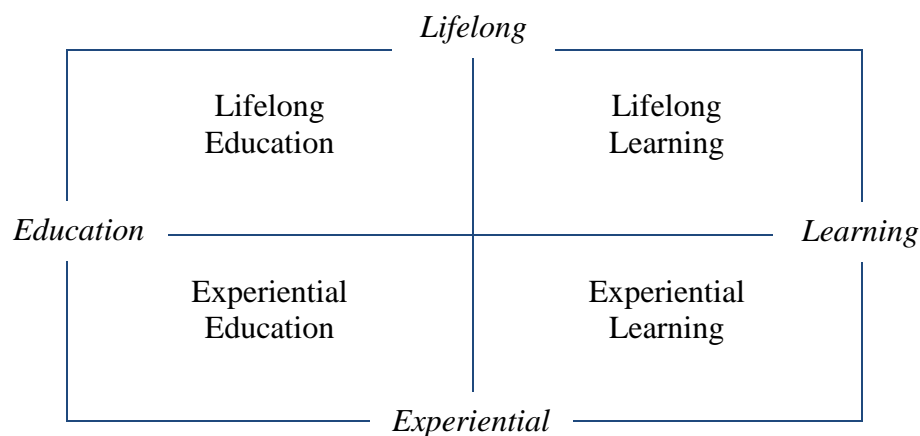 Lifelong
Lifelong
Education
Lifelong
Learning
Education
Learning
Experiential
Education
Experiential
Learning
Experiential